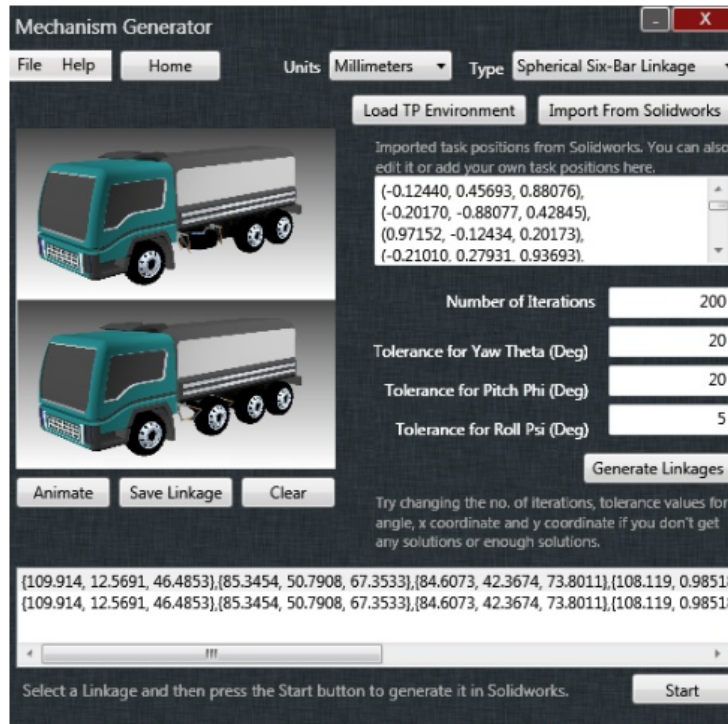 Mechanism Generator
- X
File Help Home Units Millimeters Type Spherical Six-Bar Linkage
Load TP Environment Import From Solidworks
Imported task positions from Solidworks. You can also
edit it or add your own task positions here.
(-0.12440, 0.45693, 0.88076),
(-0.20170, -0.88077, 0.42845),
(0.97152, -0.12434, 0.20173),
(-0.21010, 0.27931, 0.93693),
Number of Iterations 200
Tolerance for Yaw Theta (Deg) 20
Tolerance for Pitch Phi (Deg) 20
Tolerance for Roll Psi (Deg) 5
Generate Linkages
Animate Save Linkage Clear
Try changing the no. of iterations, tolerance values for
angle, x coordinate and y coordinate if you don't get
any solutions or enough solutions.
{109.914, 12.5691, 46.4853},{85.3454, 50.7908, 67.3533},{84.6073, 42.3674, 73.8011},{108.119, 0.9851
{109.914, 12.5691, 46.4853},{85.3454, 50.7908, 67.3533},{84.6073, 42.3674, 73.8011},{108.119, 0.9851
Select a Linkage and then press the Start button to generate it in Solidworks. Start